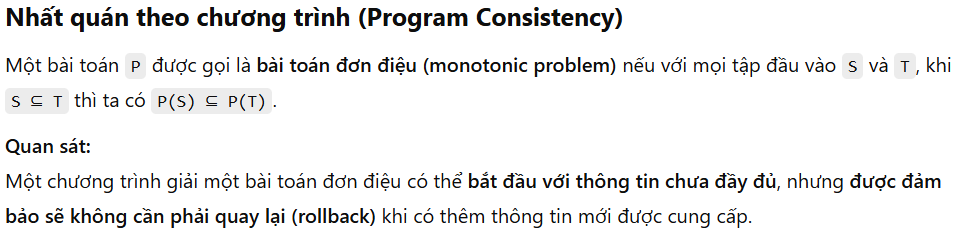 Nhất quán theo chương trình (Program Consistency)
Một bài toán P được gọi là bài toán đơn điệu (monotonic problem) nếu với mọi tập đầu vào S và T, khi
S ⊆ T thì ta có P(S) ⊆ P(T).
Quan sát:
Một chương trình giải một bài toán đơn điệu có thể bắt đầu với thông tin chưa đầy đủ, nhưng được đảm
bảo sẽ không cần phải quay lại (rollback) khi có thêm thông tin mới được cung cấp.